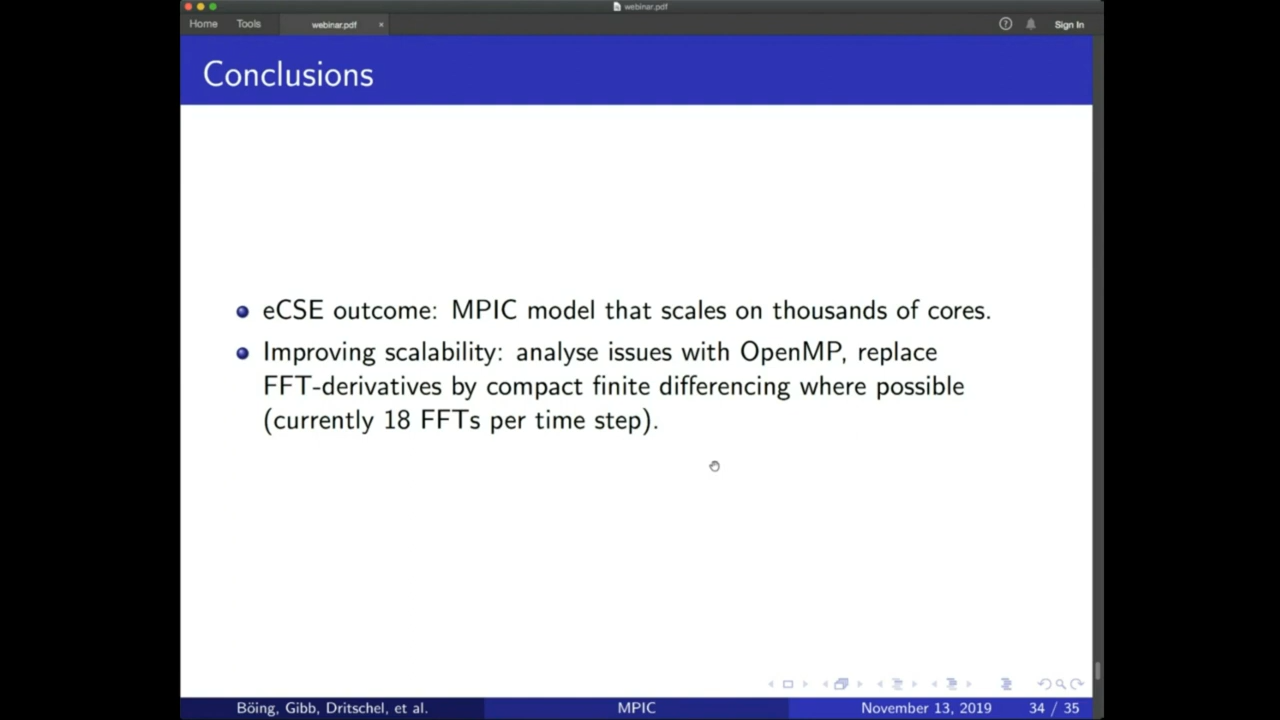 webinar.pdf
Home Tools webinar.pdf × ? Sign In
Conclusions
eCSE outcome: MPIC model that scales on thousands of cores.
Improving scalability: analyse issues with OpenMP, replace
FFT-derivatives by compact finite differencing where possible
(currently 18 FFTs per time step).
Böing, Gibb, Dritschel, et al. MPIC November 13, 2019 34 / 35